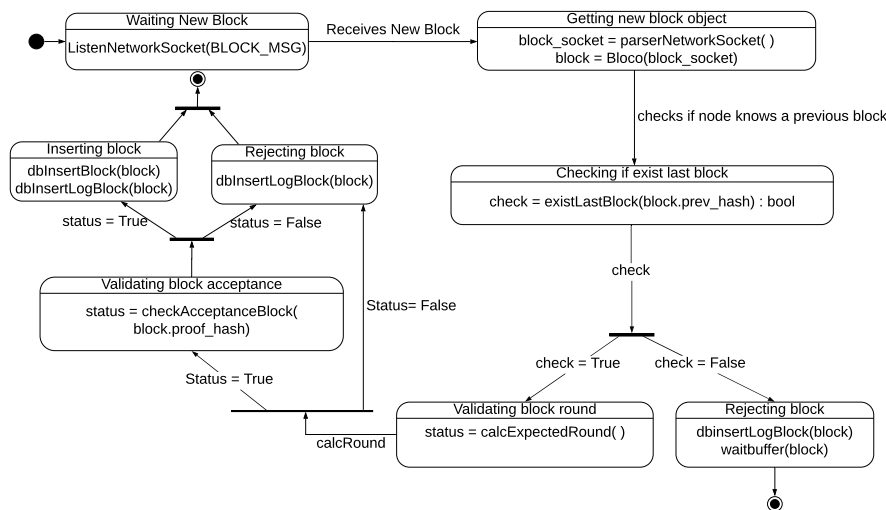 Waiting New Block
ListenNetworkSocket(BLOCK_MSG)
Receives New Block
Getting new block object
block_socket = parserNetworkSocket( )
block = Bloco(block_socket)
checks if node knows a previous block
Checking if exist last block
check = existLastBlock(block.prev_hash) : bool
check
check = True
check = False
Validating block round
status = calcExpectedRound( )
Rejecting block
dbinsertLogBlock(block)
waitbuffer(block)
calcRound
Status = True
Status= False
Validating block acceptance
status = checkAcceptanceBlock(
block.proof_hash)
status = True
status = False
Inserting block
dbInsertBlock(block)
dbInsertLogBlock(block)
Rejecting block
dbInsertLogBlock(block)